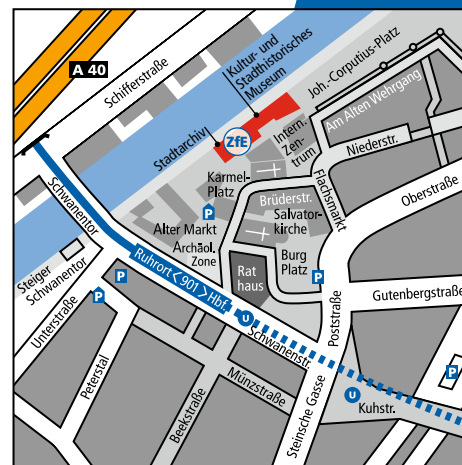 A 40
Schifferstraße
Kultur- und
Stadthistorisches
Museum
Joh.-Corputius-Platz
Stadtarchiv
ZfE
Intern.
Zen-
trum
Am Alten Wehrgang
Niederstr.
Karmel-
Platz
Flachsmarkt
Schwanentor
P
Brüderstr.
Salvator-
kirche
Oberstraße
Alter Markt
Archäol.
Zone
Burg
Platz
P
Steiger
Schwanentor
P
Ruhrort <901> Hbf.
Rat
haus
Gutenbergstraße
P
Unterstraße
U
Schwanenstr.
Poststraße
Peterstal
Münzstraße
P
U
Kuhstr.
Beekstraße
Steinsche Gasse